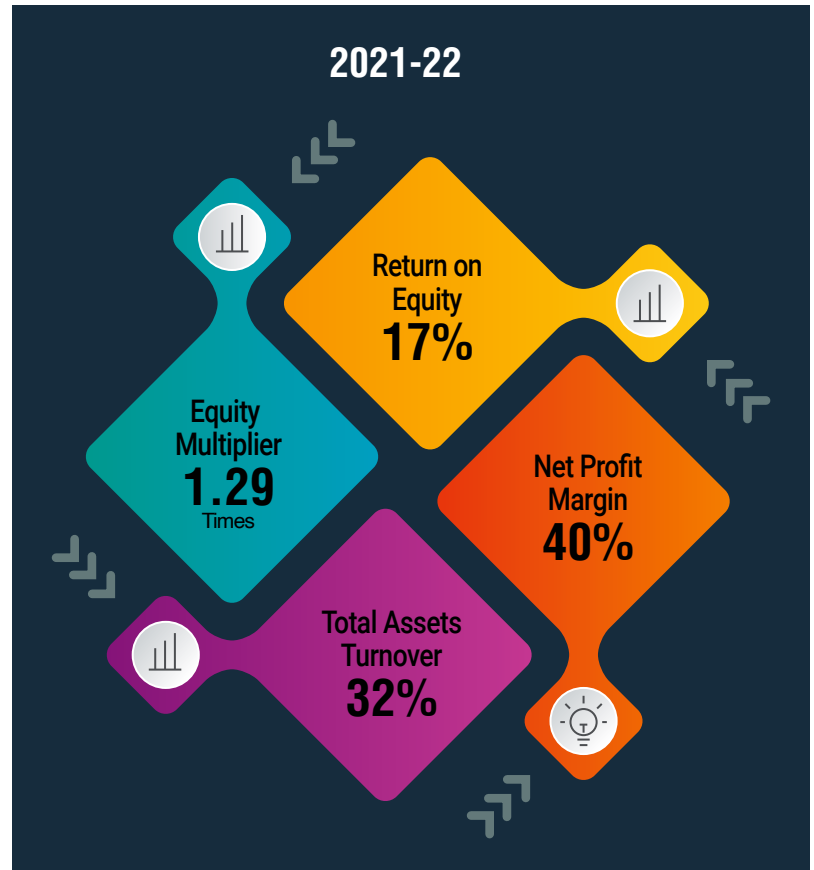 2021-22
Return on
Equity
17%
Equity
Multiplier
1.29
Times
Net Profit
Margin
40%
Total Assets
Turnover
32%